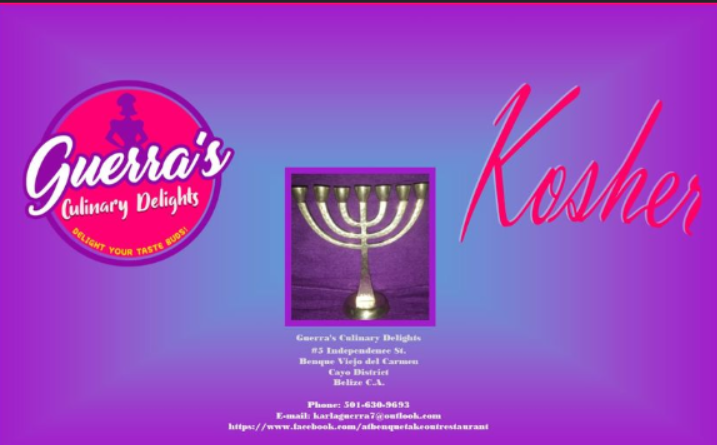 Guerra's
Culinary Delights
DELIGHT YOUR TASTE BUDS!
Kosher
Guerra's Culinary Delights
#5 Independence St.
Benque Viejo del Carmen
Cayo District
Belize C.A.
Phone: 501-630-9693
E-mail: karlaguerra7@outlook.com
https://www.facebook.com/atbenquetakeoutrestaurant